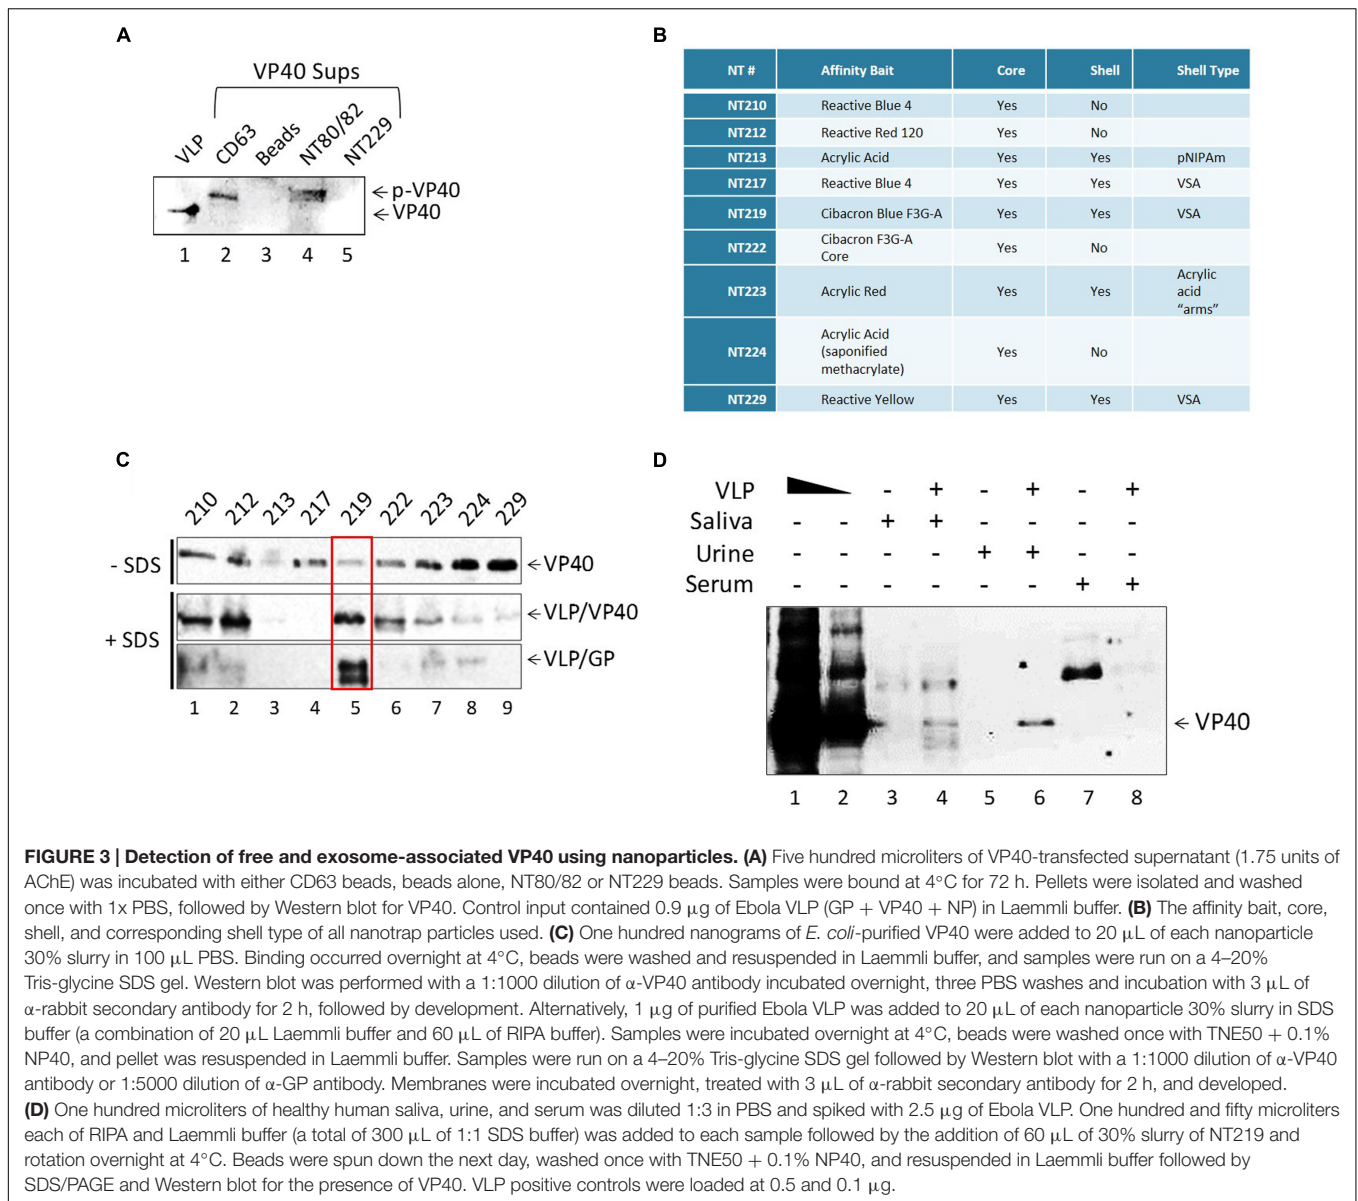 A
VP40 Sups
VLP
CD63
Beads
NT80/82
NT229
←p-VP40
←VP40
1 2 3 4 5
B
NT # Affinity Bait Core Shell Shell Type
NT210 Reactive Blue 4 Yes No
NT212 Reactive Red 120 Yes No
NT213 Acrylic Acid Yes Yes pNIPAm
NT217 Reactive Blue 4 Yes Yes VSA
NT219 Cibacron Blue F3G-A Yes Yes VSA
Cibacron F3G-A
NT222 Yes No
Core
Acrylic
NT223 Acrylic Red Yes Yes acid
“arms”
Acrylic Acid
NT224 (saponified Yes No
methacrylate)
NT229 Reactive Yellow Yes Yes VSA
C
210 212 213 217 219 222 223 224 229
- SDS ←VP40
←VLP/VP40
+ SDS
←VLP/GP
1 2 3 4 5 6 7 8 9
D
VLP - + - + - +
Saliva - - + + - - - -
Urine - - - - + + - -
Serum - - - - - - + +
←VP40
1 2 3 4 5 6 7 8
FIGURE 3 | Detection of free and exosome-associated VP40 using nanoparticles. (A) Five hundred microliters of VP40-transfected supernatant (1.75 units of
AChE) was incubated with either CD63 beads, beads alone, NT80/82 or NT229 beads. Samples were bound at 4°C for 72 h. Pellets were isolated and washed
once with 1x PBS, followed by Western blot for VP40. Control input contained 0.9 μg of Ebola VLP (GP + VP40 + NP) in Laemmli buffer. (B) The affinity bait, core,
shell, and corresponding shell type of all nanotrap particles used. (C) One hundred nanograms of E. coli-purified VP40 were added to 20 μL of each nanoparticle
30% slurry in 100 μL PBS. Binding occurred overnight at 4°C, beads were washed and resuspended in Laemmli buffer, and samples were run on a 4–20%
Tris-glycine SDS gel. Western blot was performed with a 1:1000 dilution of α-VP40 antibody incubated overnight, three PBS washes and incubation with 3 μL of
α-rabbit secondary antibody for 2 h, followed by development. Alternatively, 1 μg of purified Ebola VLP was added to 20 μL of each nanoparticle 30% slurry in SDS
buffer (a combination of 20 μL Laemmli buffer and 60 μL of RIPA buffer). Samples were incubated overnight at 4°C, beads were washed once with TNE50 + 0.1%
NP40, and pellet was resuspended in Laemmli buffer. Samples were run on a 4–20% Tris-glycine SDS gel followed by Western blot with a 1:1000 dilution of α-VP40
antibody or 1:5000 dilution of α-GP antibody. Membranes were incubated overnight, treated with 3 μL of α-rabbit secondary antibody for 2 h, and developed.
(D) One hundred microliters of healthy human saliva, urine, and serum was diluted 1:3 in PBS and spiked with 2.5 μg of Ebola VLP. One hundred and fifty microliters
each of RIPA and Laemmli buffer (a total of 300 μL of 1:1 SDS buffer) was added to each sample followed by the addition of 60 μL of 30% slurry of NT219 and
rotation overnight at 4°C. Beads were spun down the next day, washed once with TNE50 + 0.1% NP40, and resuspended in Laemmli buffer followed by
SDS/PAGE and Western blot for the presence of VP40. VLP positive controls were loaded at 0.5 and 0.1 μg.